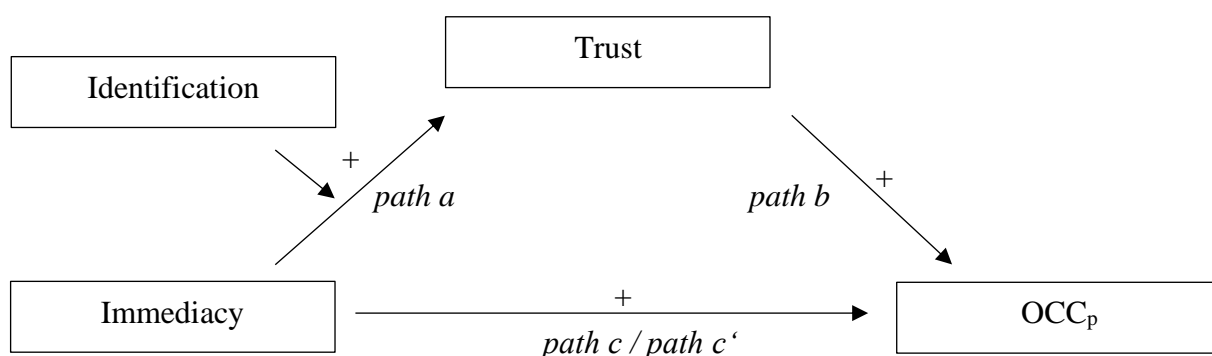 Trust
Identification
+
path a
path b
+
Immediacy
+
path c / path c‘
OCCp